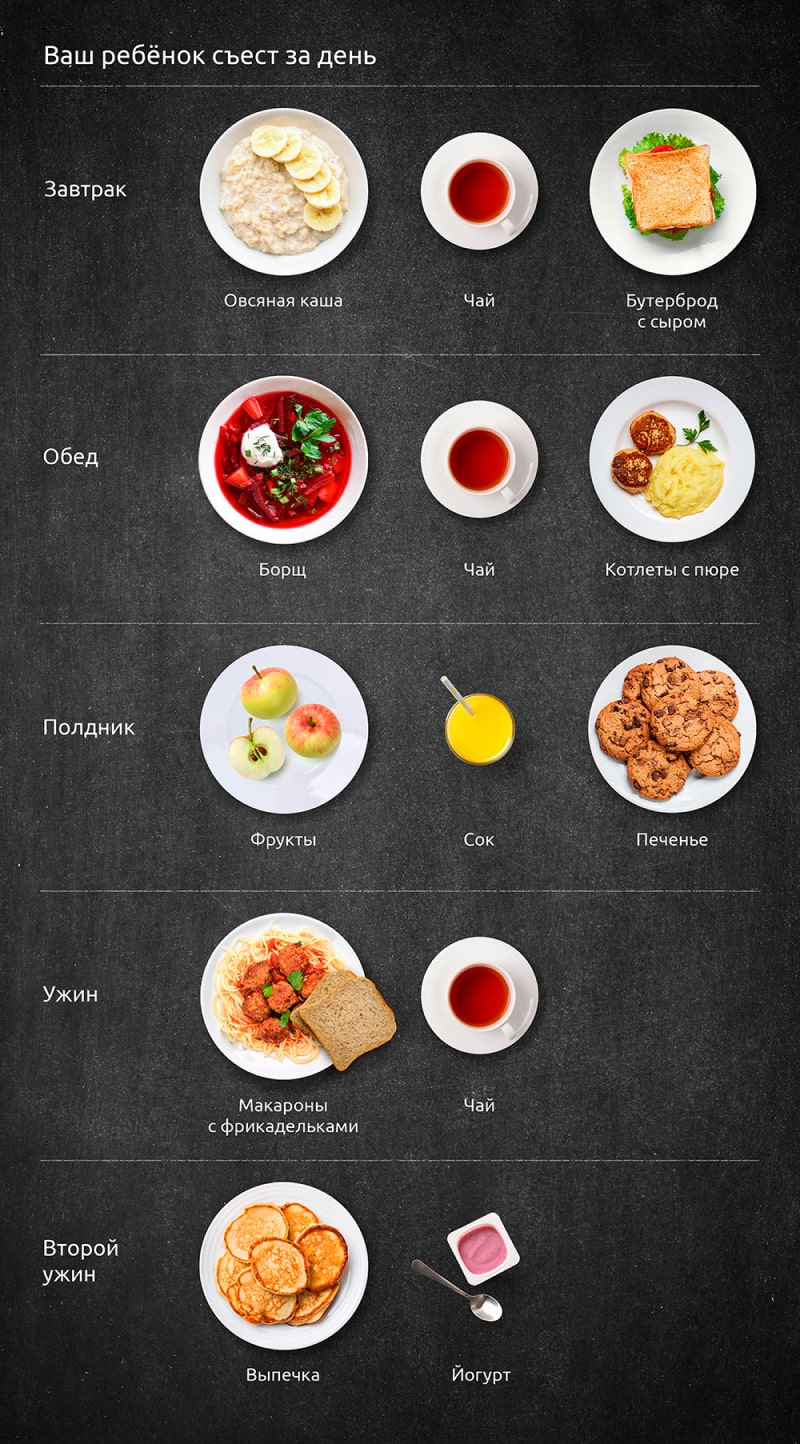 Ваш ребёнок съест за день
Завтрак
Овсяная каша
Чай
Бутерброд
с сыром
Обед
Борщ
Чай
Котлеты с пюре
Полдник
Фрукты
Сок
Печенье
Ужин
Макароны
с фрикадельками
Чай
Второй
ужин
Выпечка
Йогурт